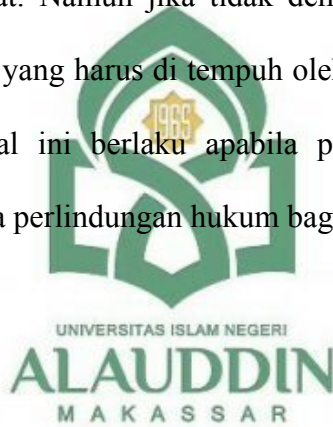 at. Namun jika tidak den
yang harus di tempuh oleh
1965
al ini berlaku apabila p
a perlindungan hukum bag
UNIVERSITAS ISLAM NEGERI
ALAUDDIN
MAKASSAR